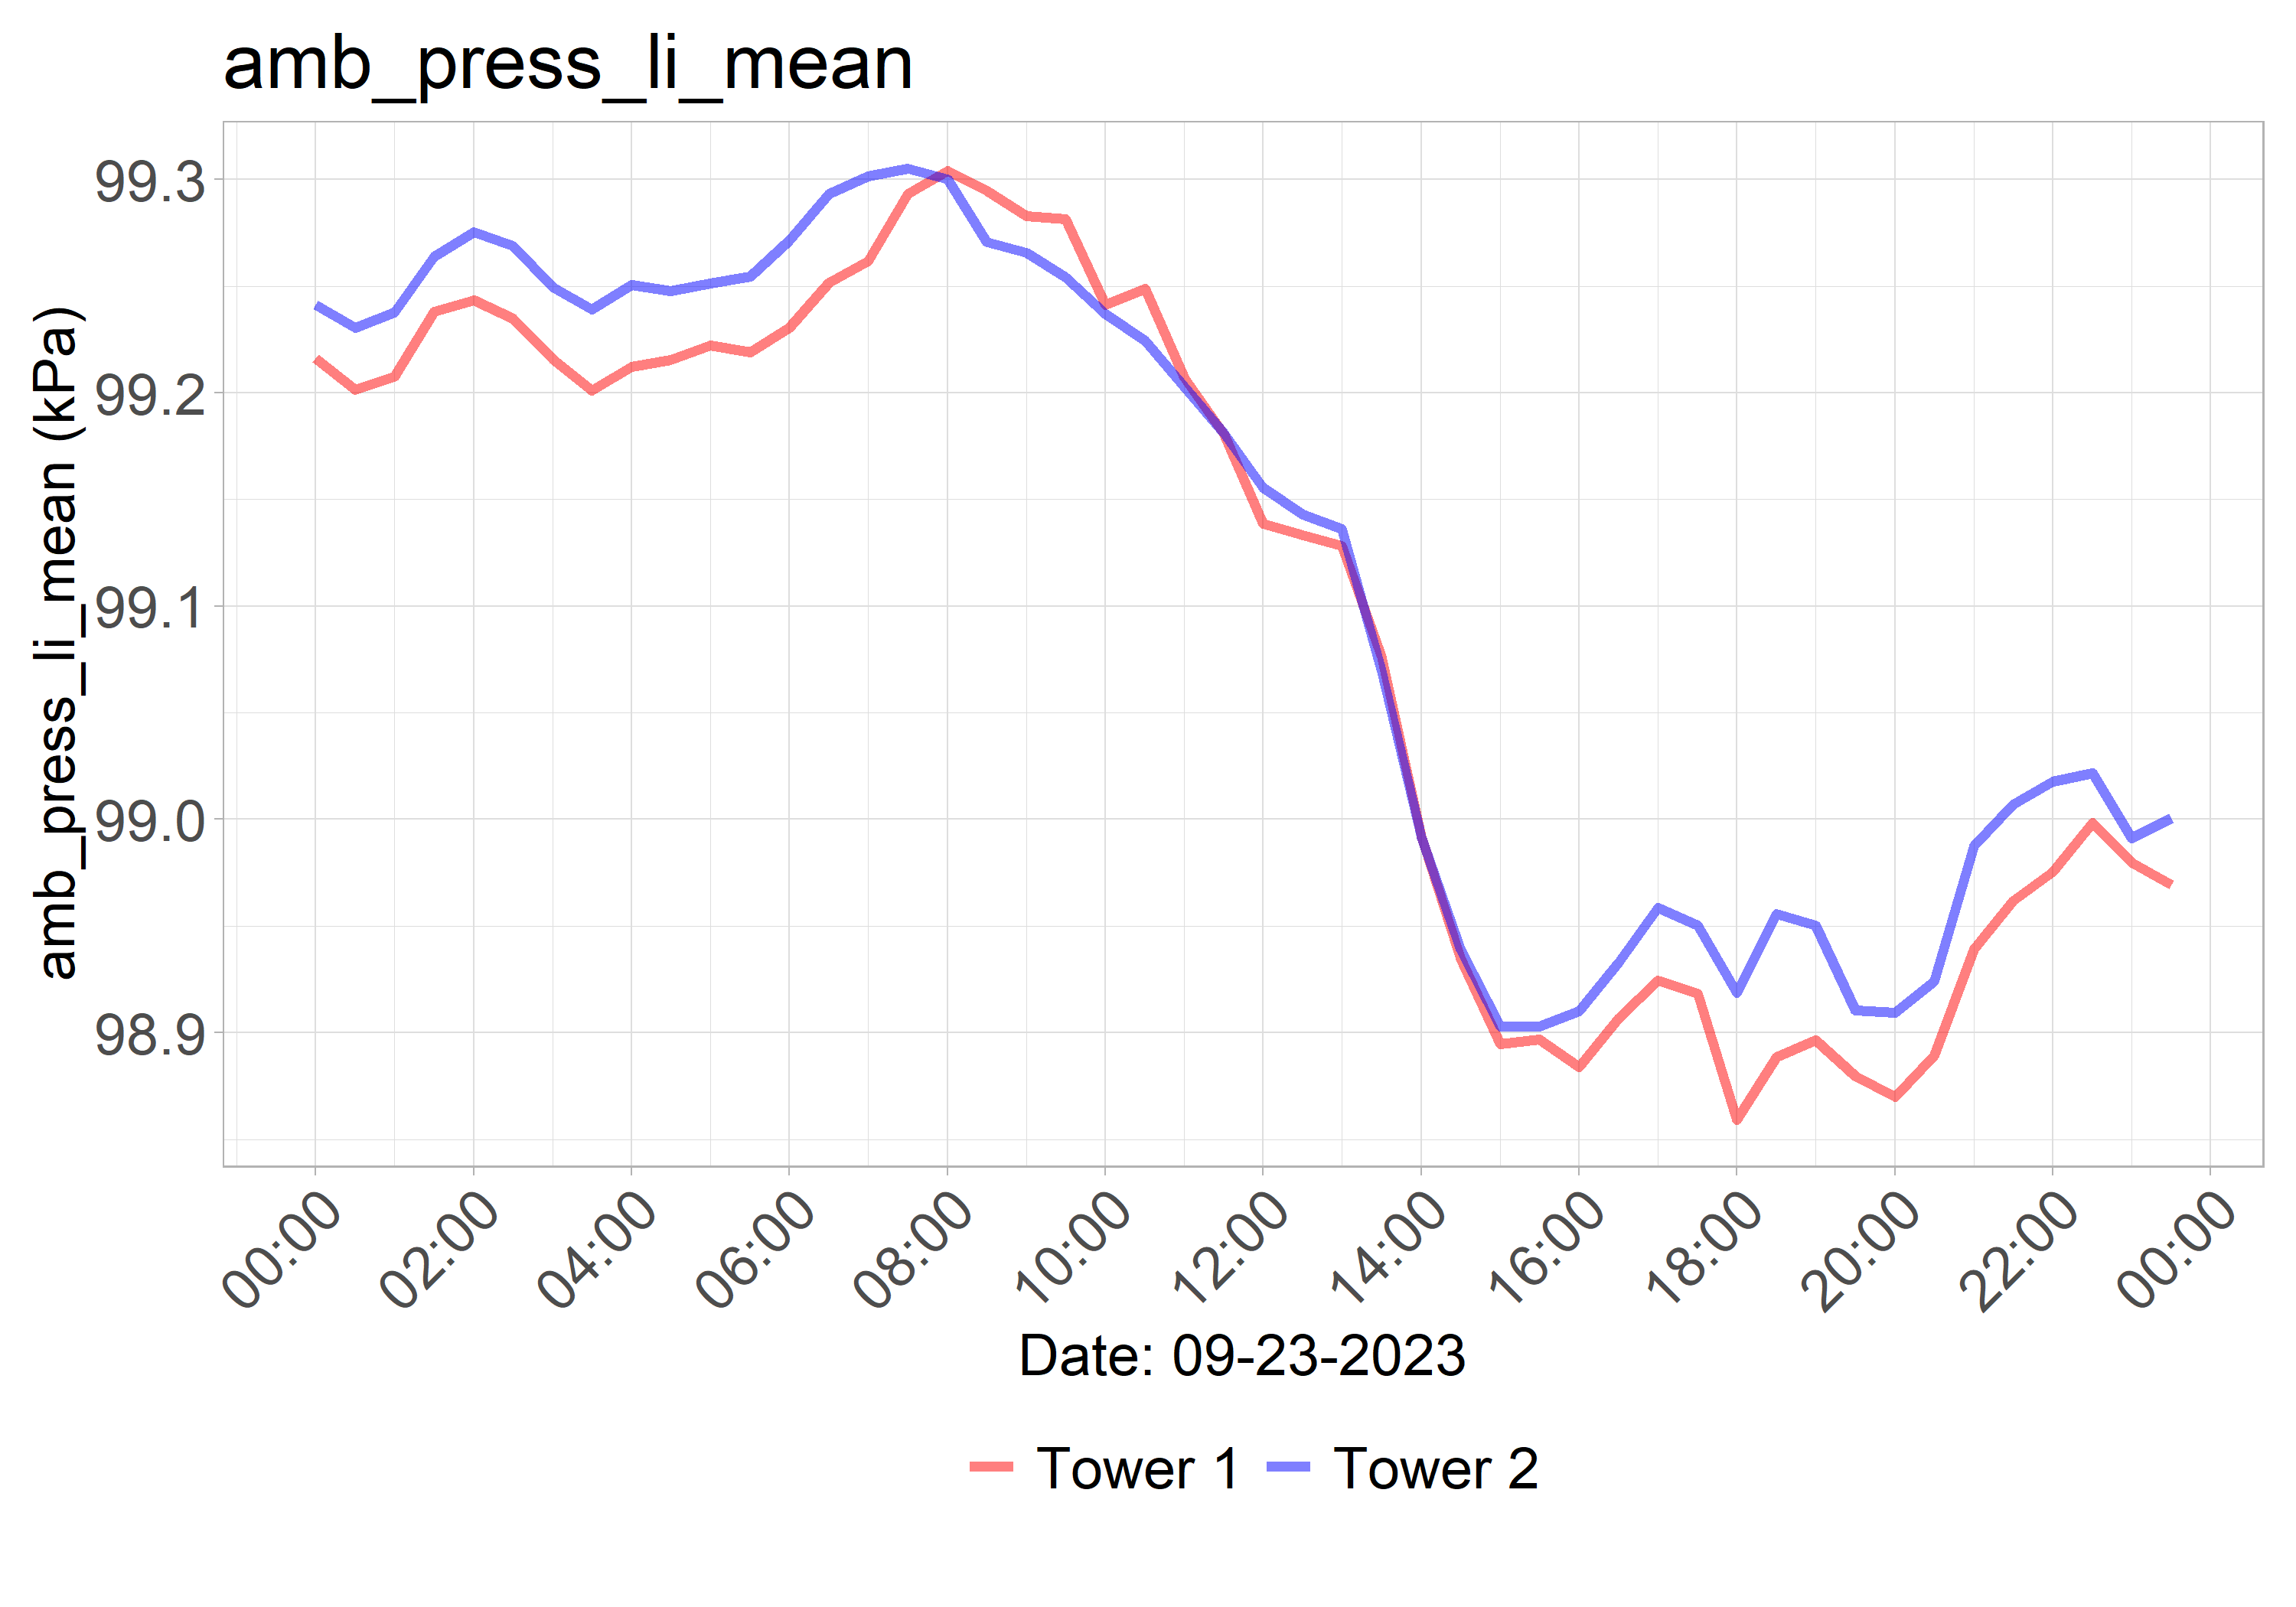 amb_press_li_mean
amb_press_li_mean (kPa)
99.3
99.2
99.1
99.0
98.9
00:00 02:00 04:00 06:00 08:00 10:00 12:00 14:00 16:00 18:00 20:00 22:00 00:00
Date: 09-23-2023
Tower 1 Tower 2